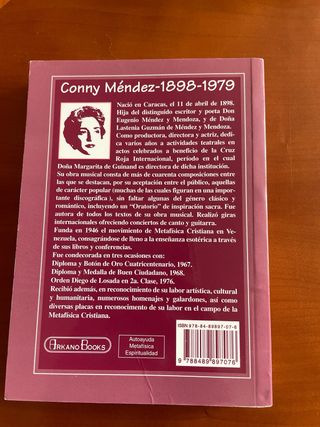 Conny Méndez-1898-1979
Nació en Caracas, el 11 de abril de 1898.
Hija del distinguido escritor y poeta Don
Eugenio Méndez y Mendoza, y de Doña
Lastenia Guzmán de Méndez y Mendoza.
Como productora, directora y actriz, dedi-
ca varios años a actividades teatrales en
actos celebrados a beneficio de la Cruz
Roja Internacional, período en el cual
Doña Margarita de Guinand es directora de dicha institución.
Su obra musical consta de más de cuarenta composiciones entre
las que se destacan, por su aceptación entre el público, aquellas
de carácter popular (muchas de las cuales figuran en una impor-
tante discográfica), sin faltar algunas del género clásico y
romántico, incluyendo un "Oratorio" de inspiración sacra. Fue
autora de todos los textos de su obra musical. Realizó giras
internacionales ofreciendo conciertos de canto y guitarra.
Funda en 1946 el movimiento de Metafísica Cristiana en Ve-
nezuela, consagrándose de lleno a la enseñanza esotérica a través
de sus libros y conferencias.
Fue condecorada en tres ocasiones con:
Diploma y Botón de Oro Cuatricentenario, 1967.
Diploma y Medalla de Buen Ciudadano, 1968.
Orden Diego de Losada en 2a. Clase, 1976.
Recibió además, en reconocimiento de su labor artística, cultural
y humanitaria, numerosos homenajes y galardones, así como
diversas placas en reconocimiento de su labor en el campo de la
Metafísica Cristiana.
ARKANO BOOKS
Autoayuda
Metafísica
Espiritualidad
ISBN 978-84-89897-07-6
9 788489 897076